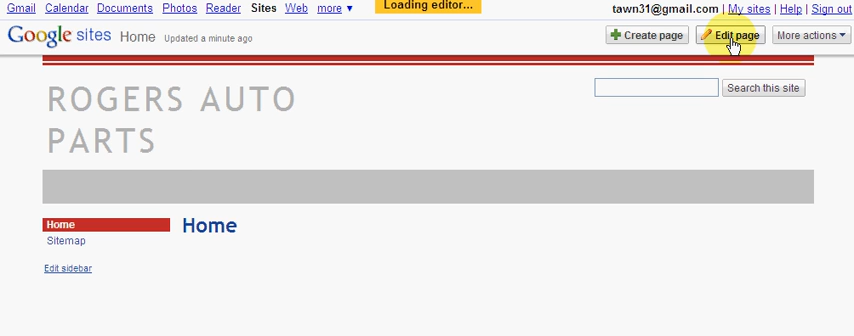 Gmail Calendar Documents Photos Reader Sites Web more ▼ Loading editor... tawn31@gmail.com | My sites | Help | Sign out
Google sites Home Updated a minute ago Create page Edit page More actions ▼
ROGERS AUTO
PARTS
Search this site
Home Home
Sitemap
Edit sidebar